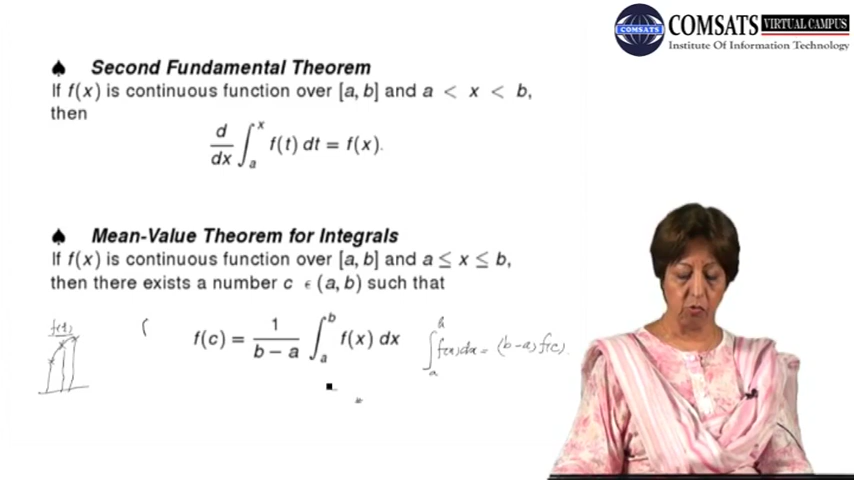 COMSATS VIRTUAL CAMPUS
Institute Of Information Technology
♠ Second Fundamental Theorem
If f(x) is continuous function over [a, b] and a < x < b,
then
d/dx ∫_a^x f(t) dt = f(x).
♠ Mean-Value Theorem for Integrals
If f(x) is continuous function over [a, b] and a ≤ x ≤ b,
then there exists a number c ϵ (a, b) such that
f(c) = 1/(b − a) ∫_a^b f(x) dx
∫_a^b f(x)dx = (b-a) f(c).